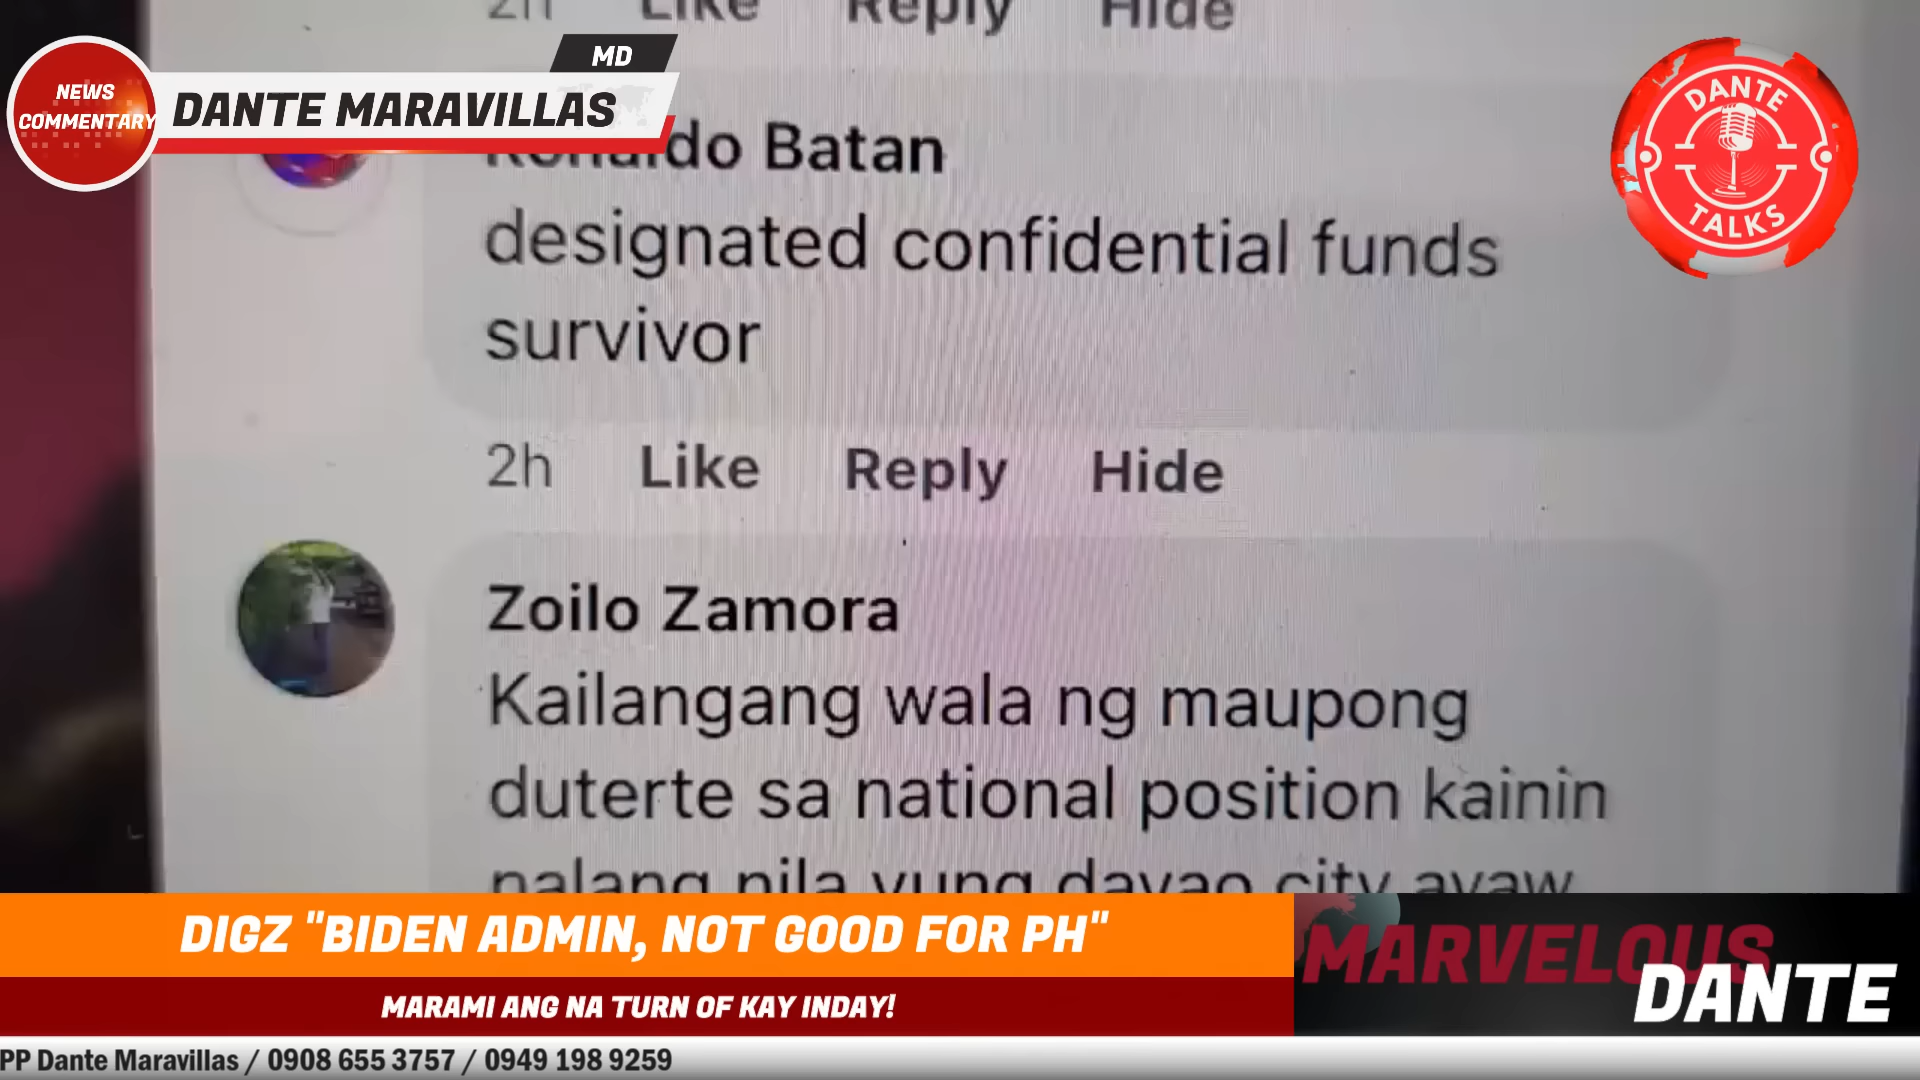 2h Like Reply Hide
MD
NEWS
COMMENTARY
DANTE MARAVILLAS
DANTE
TALKS
Ronaldo Batan
designated confidential funds
survivor
2h Like Reply Hide
Zoilo Zamora
Kailangang wala ng maupong
duterte sa national position kainin
nalang nila yung davao city ayaw
DIGZ "BIDEN ADMIN, NOT GOOD FOR PH"
MARVELOUS
DANTE
MARAMI ANG NA TURN OF KAY INDAY!
PP Dante Maravillas / 0908 655 3757 / 0949 198 9259